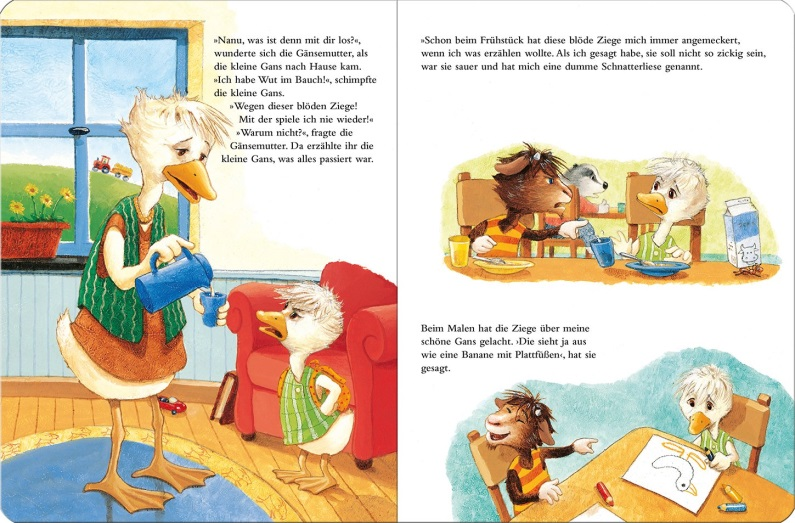 »Nanu, was ist denn mit dir los?«,
wunderte sich die Gänsemutter, als
die kleine Gans nach Hause kam.
»Ich habe Wut im Bauch!«, schimpfte
die kleine Gans.
»Wegen dieser blöden Ziege!
Mit der spiele ich nie wieder!«
»Warum nicht?«, fragte die
Gänsemutter. Da erzählte ihr die
kleine Gans, was alles passiert war.
»Schon beim Frühstück hat diese blöde Ziege mich immer angemeckert,
wenn ich was erzählen wollte. Als ich gesagt habe, sie soll nicht so zickig sein,
war sie sauer und hat mich eine dumme Schnatterliese genannt.
Beim Malen hat die Ziege über meine
schöne Gans gelacht. ›Die sieht ja aus
wie eine Banane mit Plattfüßen‹, hat sie
gesagt.